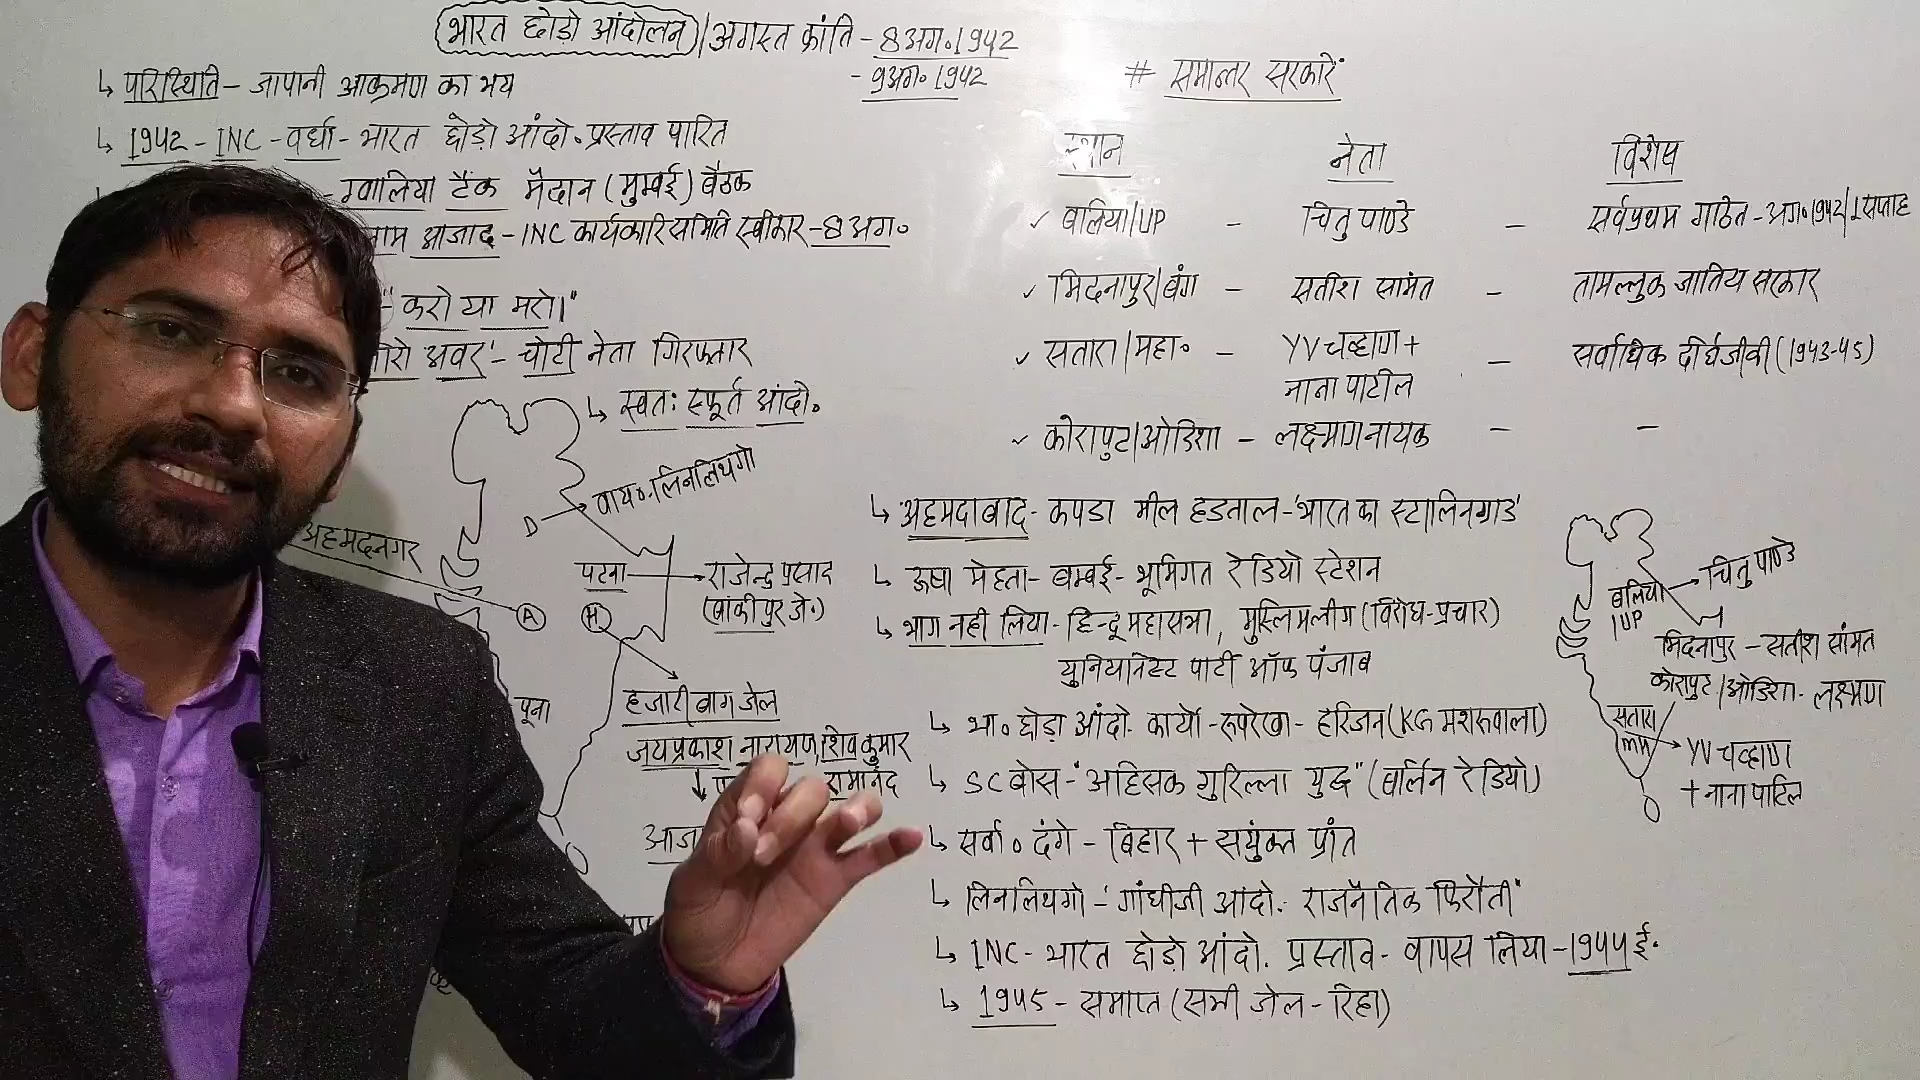 भारत छोडो आंदोलन / अगस्त क्रांति - 8 अग॰ 1942
- 9 अग॰ 1942
↳ परिस्थिति - जापानी आक्रमण का भय
↳ 1942 - INC - वर्धा - भारत छोडो आंदो॰ प्रस्ताव पारित
- ग्वालिया टैंक मैदान (मुम्बई) बैठक
आजाद - INC कार्यकारि समिति स्वीकार - 8 अग॰
"करो या मरो।"
अवर' - चोटी नेता गिरफ्तार
↳ स्वतः स्फूर्त आंदो॰
वाय॰ लिनलिथगो
D
अहमदनगर
A
H
पटना
राजेन्द्र प्रसाद
(बांकीपुर जे॰)
पूना
हजारी बाग जेल
जयप्रकाश नारायण, शिव कुमार
रामानंद
# समान्तर सरकारें
स्थान नेता विशेष
✓ बलिया/UP - चितु पाण्डे - सर्वप्रथम गठित - अग॰ 1942/1 सप्ताह
✓ मिदनापुर/बंग - सतीश सामंत - तामल्लुक जातिय सरकार
✓ सतारा/महा॰ - YV चव्हाण + - सर्वाधिक दीर्घजीवी (1943-45)
नाना पाटील
✓ कोरापुट/ओडिशा - लक्ष्मण नायक - -
↳ अहमदाबाद - कपडा मील हडताल - 'भारत का स्टालिनग्राड'
↳ ऊषा मेहता - बम्बई - भूमिगत रेडियो स्टेशन
↳ भाग नही लिया - हिन्दू महासभा, मुस्लिम लीग (विरोध-प्रचार)
युनियानिस्ट पार्टी ऑफ पंजाब
↳ भा॰ छोडो आंदो. कार्यो - रूपरेखा - हरिजन (KG मशरूवाला)
↳ SC बोस - "अहिंसक गुरिल्ला युद्ध" (बर्लिन रेडियो)
↳ सर्वा॰ दंगे - बिहार + सयुंक्त प्रांत
↳ लिनलिथगो - 'गांधीजी आंदो. राजनैतिक फिरौती'
↳ INC - भारत छोडो आंदो. प्रस्ताव - वापस लिया - 1944 ई.
↳ 1945 - समाप्त (सभी जेल - रिहा)
बलिया
/UP
चितु पाण्डे
मिदनापुर - सतीश सांमत
कोरापुट/ओडिशा - लक्ष्मण
सतारा/
MH
YV चव्हाण
+ नाना पाटिल